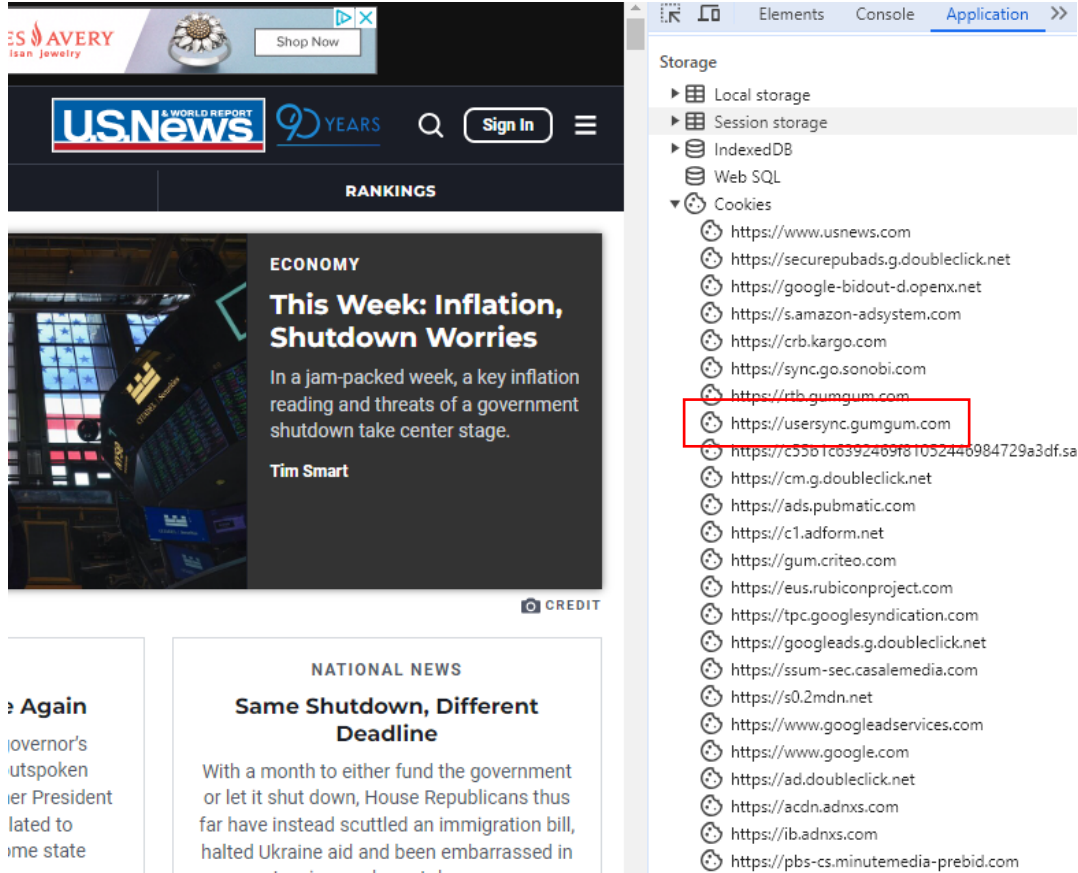 ES AVERY
isan jewelry
Shop Now
U.S.News
& WORLD REPORT
90 YEARS
Sign In
RANKINGS
ECONOMY
This Week: Inflation,
Shutdown Worries
In a jam-packed week, a key inflation
reading and threats of a government
shutdown take center stage.
Tim Smart
CREDIT
e Again
governor's
outspoken
ner President
lated to
ome state
NATIONAL NEWS
Same Shutdown, Different
Deadline
With a month to either fund the government
or let it shut down, House Republicans thus
far have instead scuttled an immigration bill,
halted Ukraine aid and been embarrassed in
Elements Console Application
Storage
Local storage
Session storage
IndexedDB
Web SQL
Cookies
https://www.usnews.com
https://securepubads.g.doubleclick.net
https://google-bidout-d.openx.net
https://s.amazon-adsystem.com
https://crb.kargo.com
https://sync.go.sonobi.com
https://rtb.gumgum.com
https://usersync.gumgum.com
https://c55b1c6392469f81052446984729a3df.sa
https://cm.g.doubleclick.net
https://ads.pubmatic.com
https://c1.adform.net
https://gum.criteo.com
https://eus.rubiconproject.com
https://tpc.googlesyndication.com
https://googleads.g.doubleclick.net
https://ssum-sec.casalemedia.com
https://s0.2mdn.net
https://www.googleadservices.com
https://www.google.com
https://ad.doubleclick.net
https://acdn.adnxs.com
https://ib.adnxs.com
https://pbs-cs.minutemedia-prebid.com